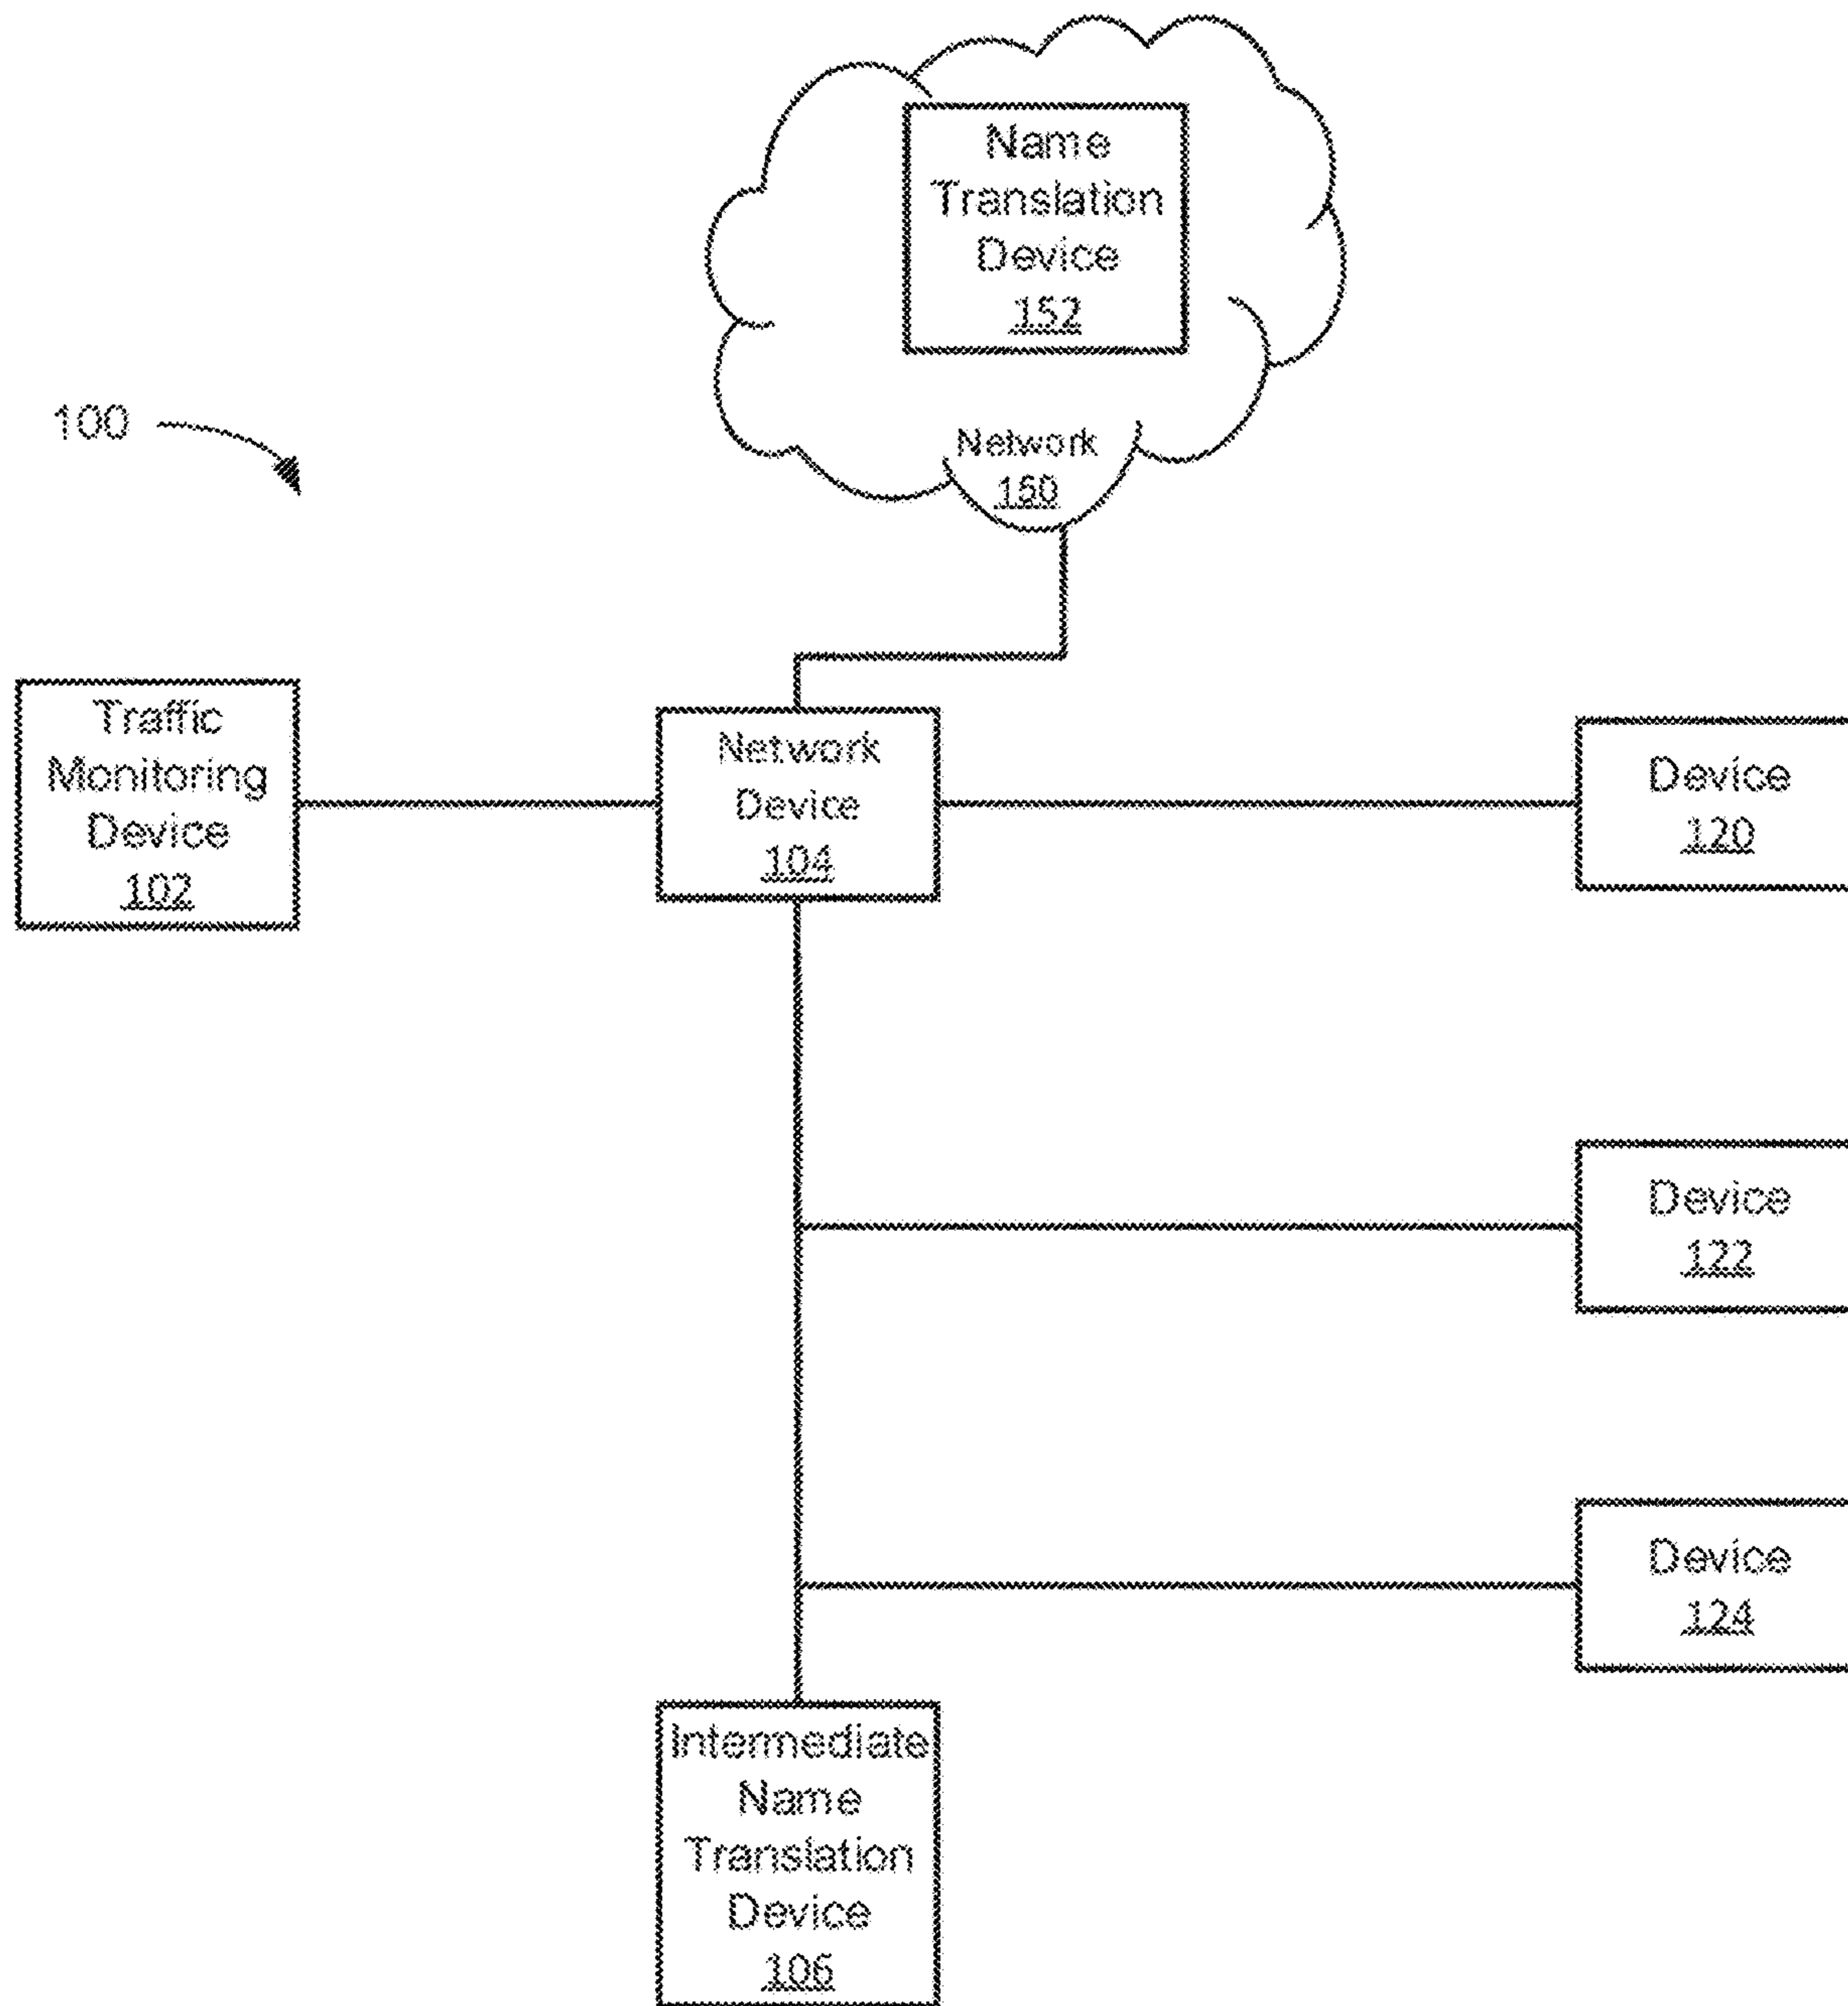 Name
Translation
Device
152
Network
150
100
Traffic
Monitoring
Device
102
Network
Device
104
Device
120
Device
122
Device
124
Intermediate
Name
Translation
Device
106